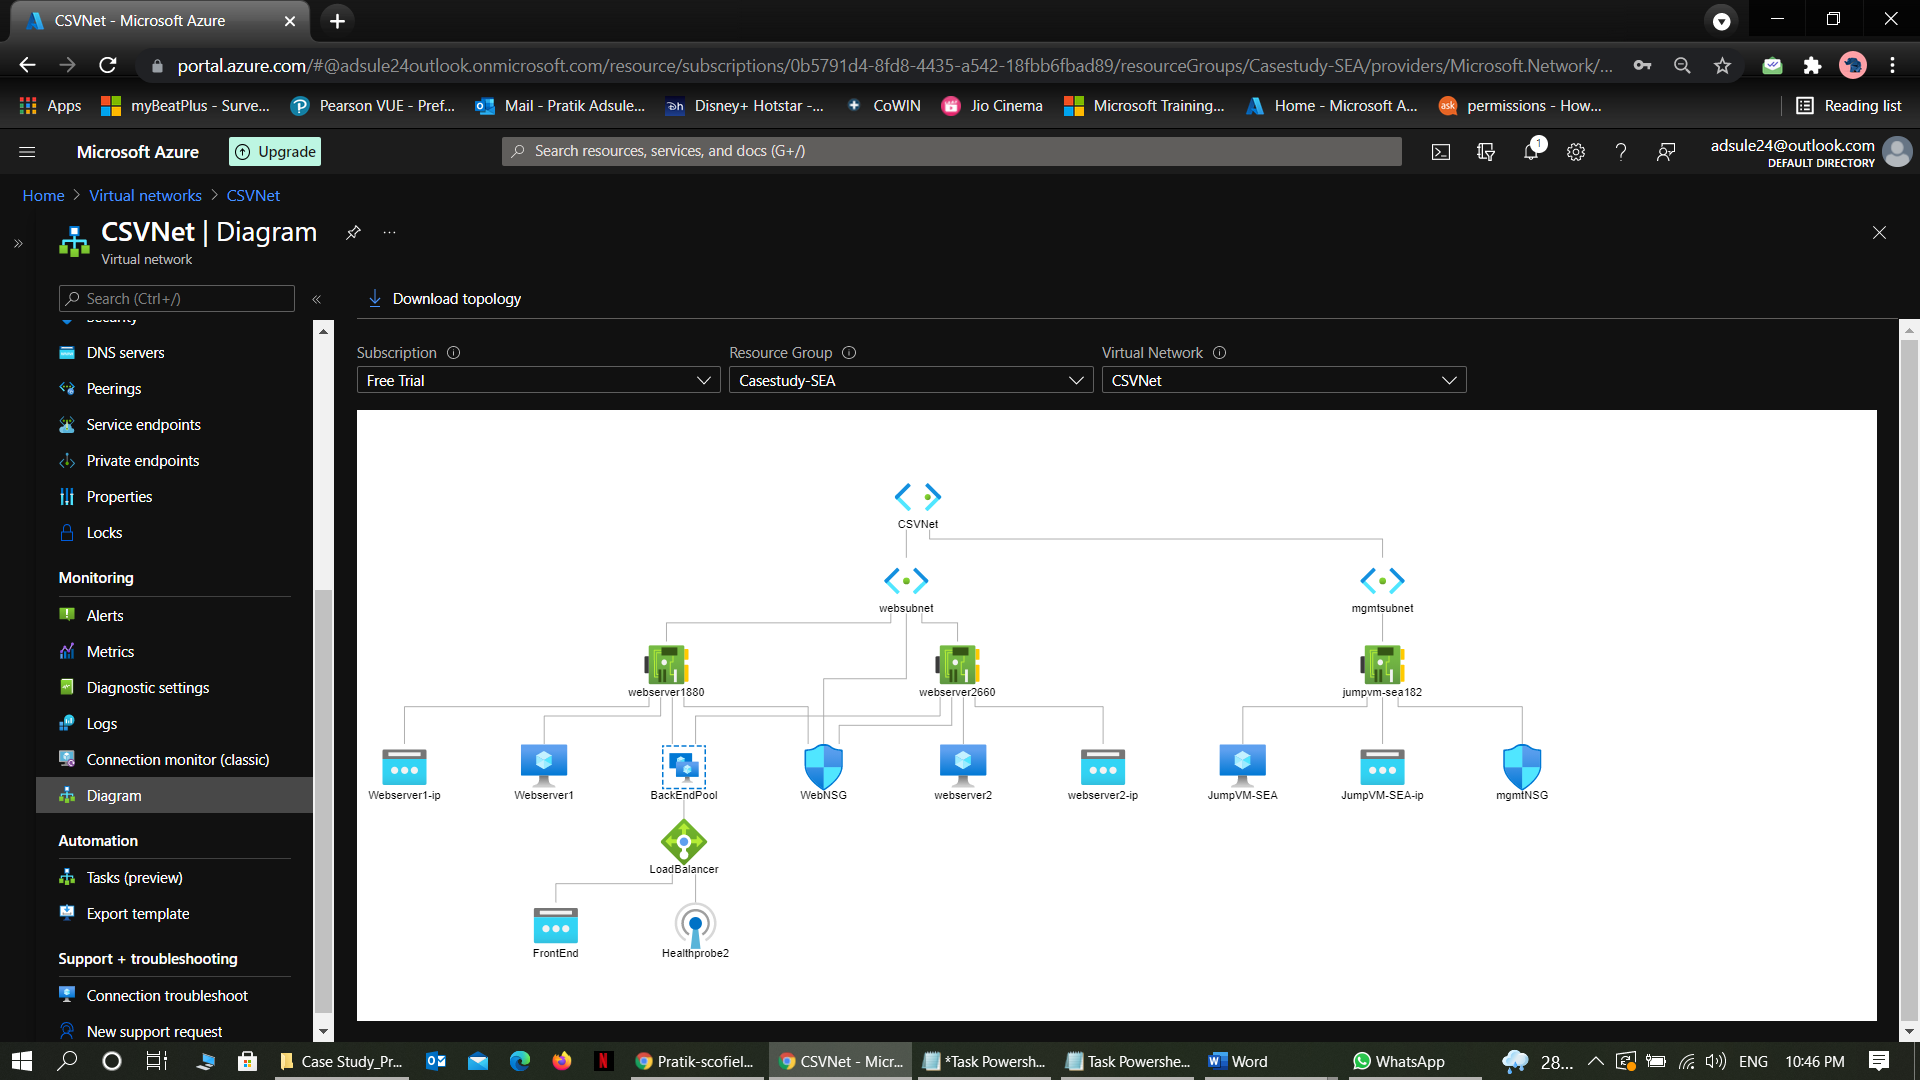 CSVNet - Microsoft Azure
portal.azure.com/#@adsule24outlook.onmicrosoft.com/resource/subscriptions/0b5791d4-8fd8-4435-a542-18fbb6fbad89/resourceGroups/Casestudy-SEA/providers/Microsoft.Network/...
Apps myBeatPlus - Surve... Pearson VUE - Pref... Mail - Pratik Adsule... Disney+ Hotstar -... CoWIN Jio Cinema Microsoft Training... Home - Microsoft A... ask permissions - How... Reading list
Microsoft Azure Upgrade Search resources, services, and docs (G+/) 1 adsule24@outlook.com
DEFAULT DIRECTORY
Home > Virtual networks > CSVNet
CSVNet | Diagram ...
Virtual network
Search (Ctrl+/)
Download topology
Security
DNS servers
Peerings
Service endpoints
Private endpoints
Properties
Locks
Monitoring
Alerts
Metrics
Diagnostic settings
Logs
Connection monitor (classic)
Diagram
Automation
Tasks (preview)
Export template
Support + troubleshooting
Connection troubleshoot
New support request
Subscription Resource Group Virtual Network
Free Trial Casestudy-SEA CSVNet
CSVNet
websubnet mgmtsubnet
webserver1880 webserver2660 jumpvm-sea182
Webserver1-ip Webserver1 BackEndPool WebNSG webserver2 webserver2-ip JumpVM-SEA JumpVM-SEA-ip mgmtNSG
LoadBalancer
FrontEnd Healthprobe2
Case Study_Pr... N Pratik-scofiel... CSVNet - Micr... *Task Powersh... Task Powershe... Word WhatsApp 28... ENG 10:46 PM